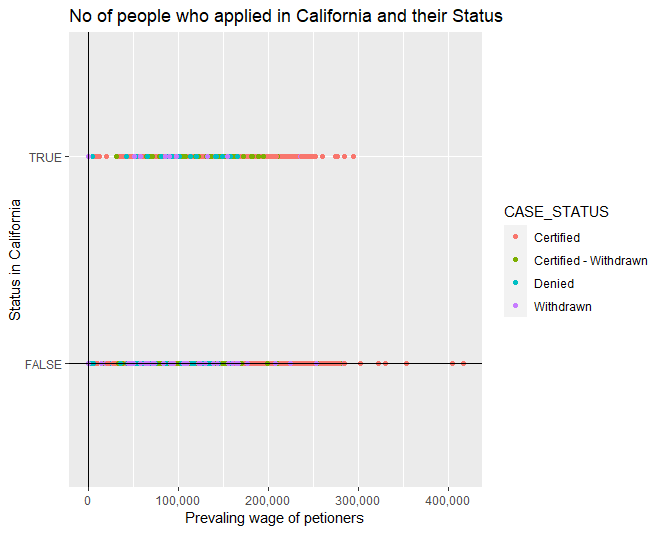 No of people who applied in California and their Status
Status in California
TRUE
FALSE
0
100,000
200,000
300,000
400,000
Prevaling wage of petioners
CASE_STATUS
Certified
Certified - Withdrawn
Denied
Withdrawn